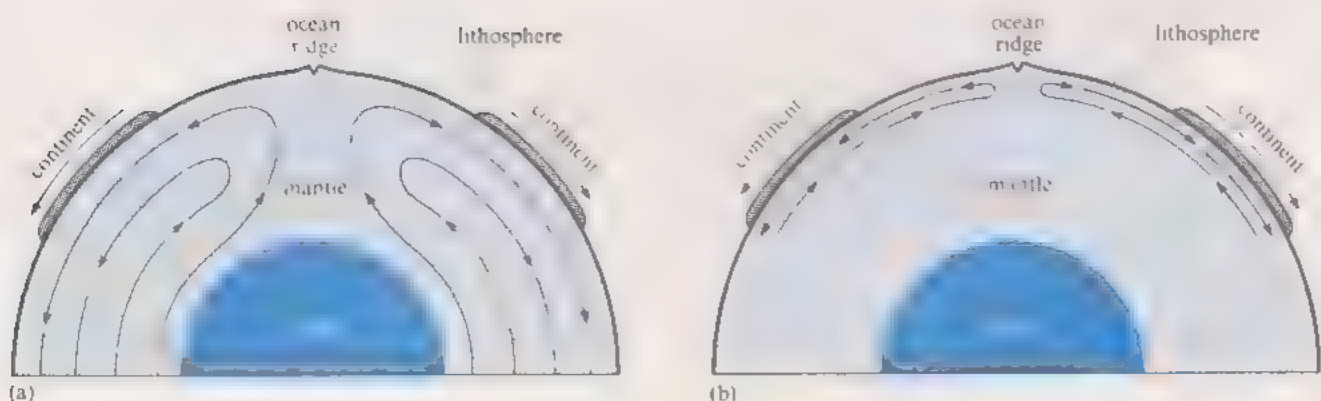 ocean
ridge
lithosphere
continent
continent
mantle
(a)
ocean
ridge
lithosphere
continent
continent
mantle
(b)